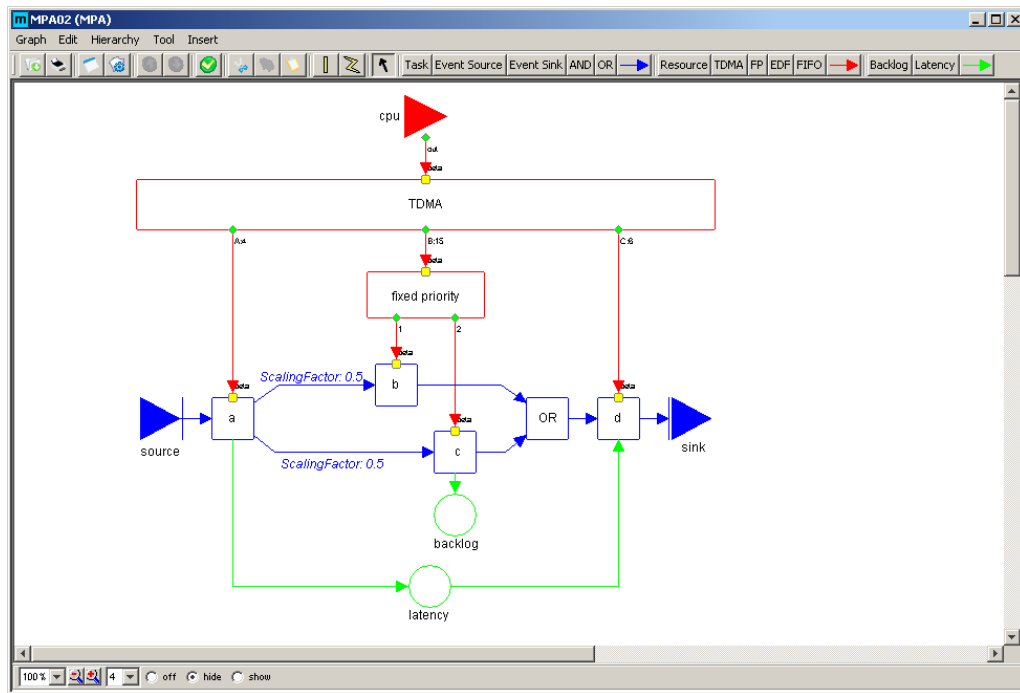 MPA02 (MPA)
Graph Edit Hierarchy Tool Insert
Task Event Source Event Sink AND OR Resource TDMA FP EDF FIFO Backlog Latency
cpu
out
beta
TDMA
A:4 B:15 C:6
beta
fixed priority
1 2
beta
ScalingFactor: 0.5
b
beta beta
a OR d
beta
source
c
sink
ScalingFactor: 0.5
backlog
latency
100% 4 off hide show